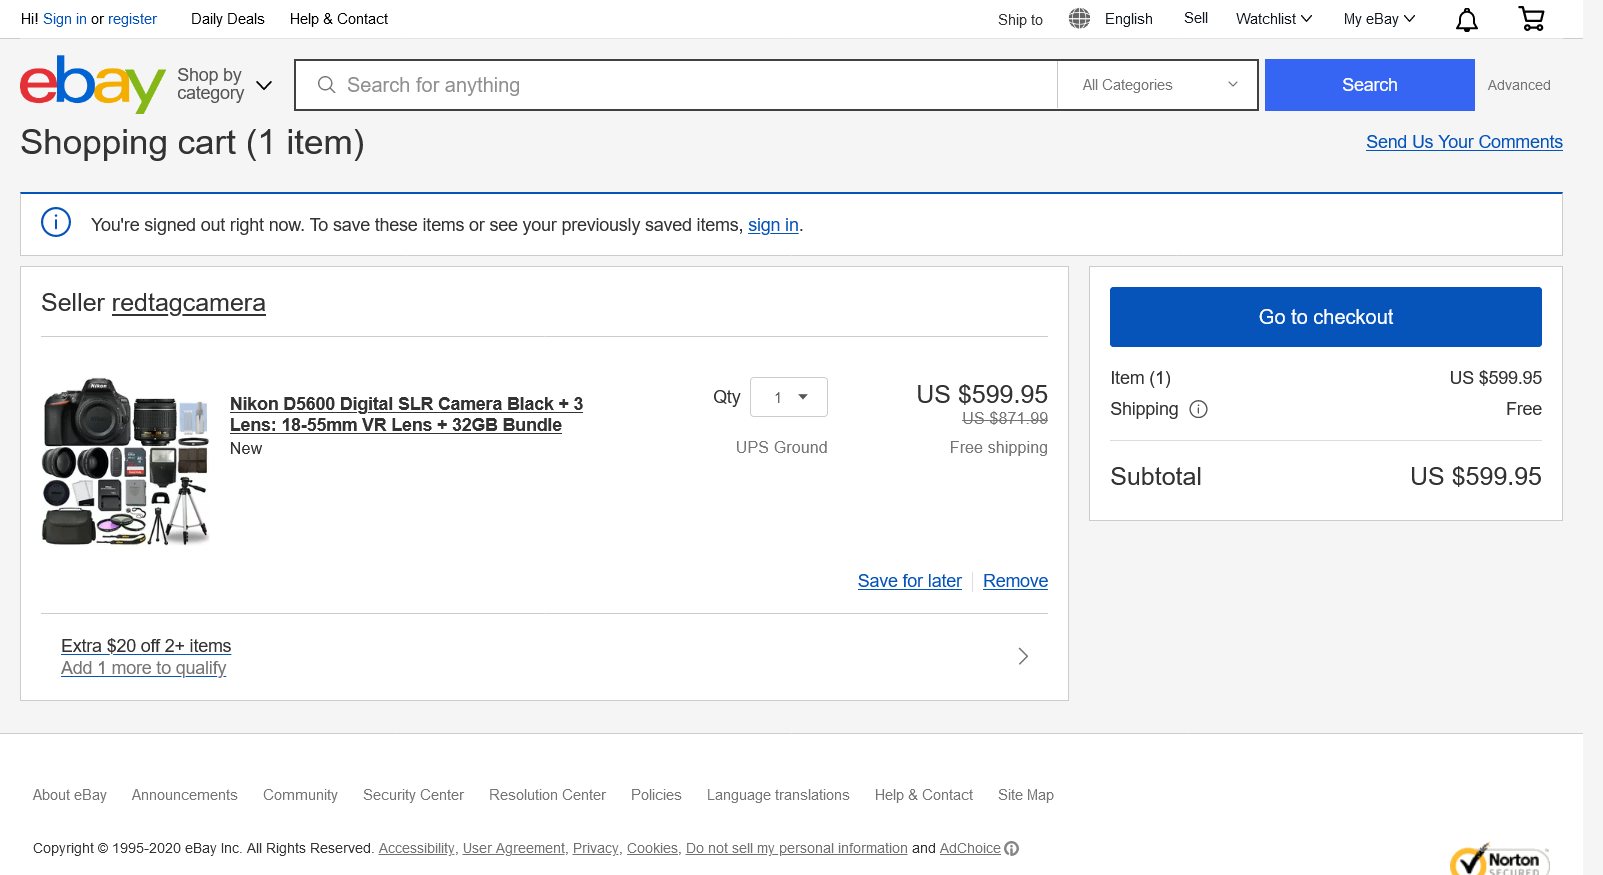 Hi! Sign in or register
Daily Deals
Help & Contact
Ship to
English
Sell
Watchlist
My eBay
ebay
Shop by
category
Search for anything
All Categories
Search
Advanced
Shopping cart (1 item)
Send Us Your Comments
You're signed out right now. To save these items or see your previously saved items, sign in.
Seller redtagcamera
Nikon D5600 Digital SLR Camera Black + 3
Lens: 18-55mm VR Lens + 32GB Bundle
New
Qty
1
UPS Ground
US $599.95
US $871.99
Free shipping
Save for later
Remove
Extra $20 off 2+ items
Add 1 more to qualify
Go to checkout
Item (1)
US $599.95
Shipping
Free
Subtotal
US $599.95
About eBay
Announcements
Community
Security Center
Resolution Center
Policies
Language translations
Help & Contact
Site Map
Copyright © 1995-2020 eBay Inc. All Rights Reserved. Accessibility, User Agreement, Privacy, Cookies, Do not sell my personal information and AdChoice
Norton
SECURED